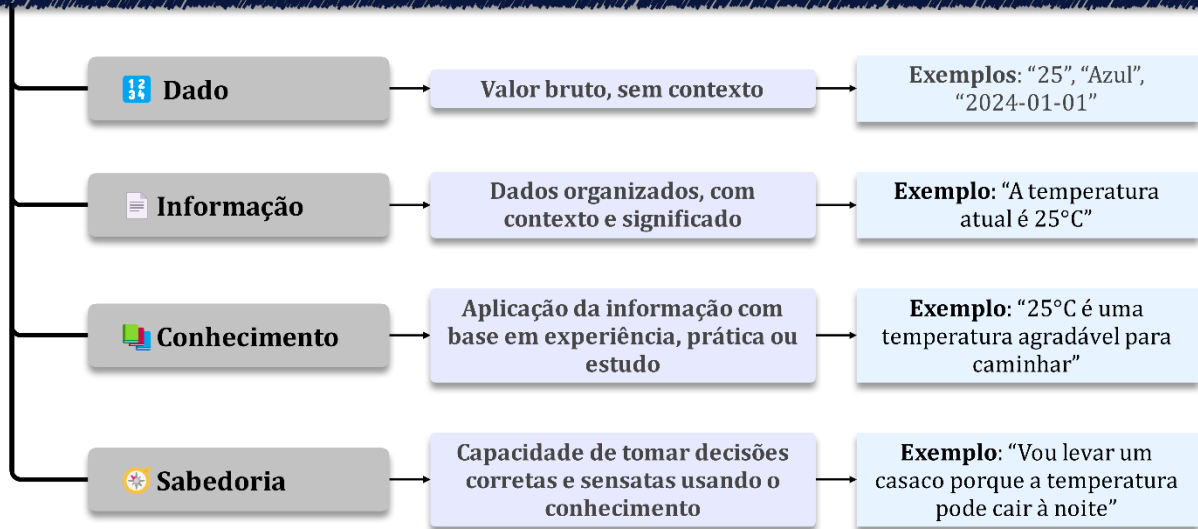 Dado
Valor bruto, sem contexto
Exemplos: “25”, “Azul”,
“2024-01-01”
Informação
Dados organizados, com
contexto e significado
Exemplo: “A temperatura
atual é 25°C”
Conhecimento
Aplicação da informação com
base em experiência, prática ou
estudo
Exemplo: “25°C é uma
temperatura agradável para
caminhar”
Sabedoria
Capacidade de tomar decisões
corretas e sensatas usando o
conhecimento
Exemplo: “Vou levar um
casaco porque a temperatura
pode cair à noite”